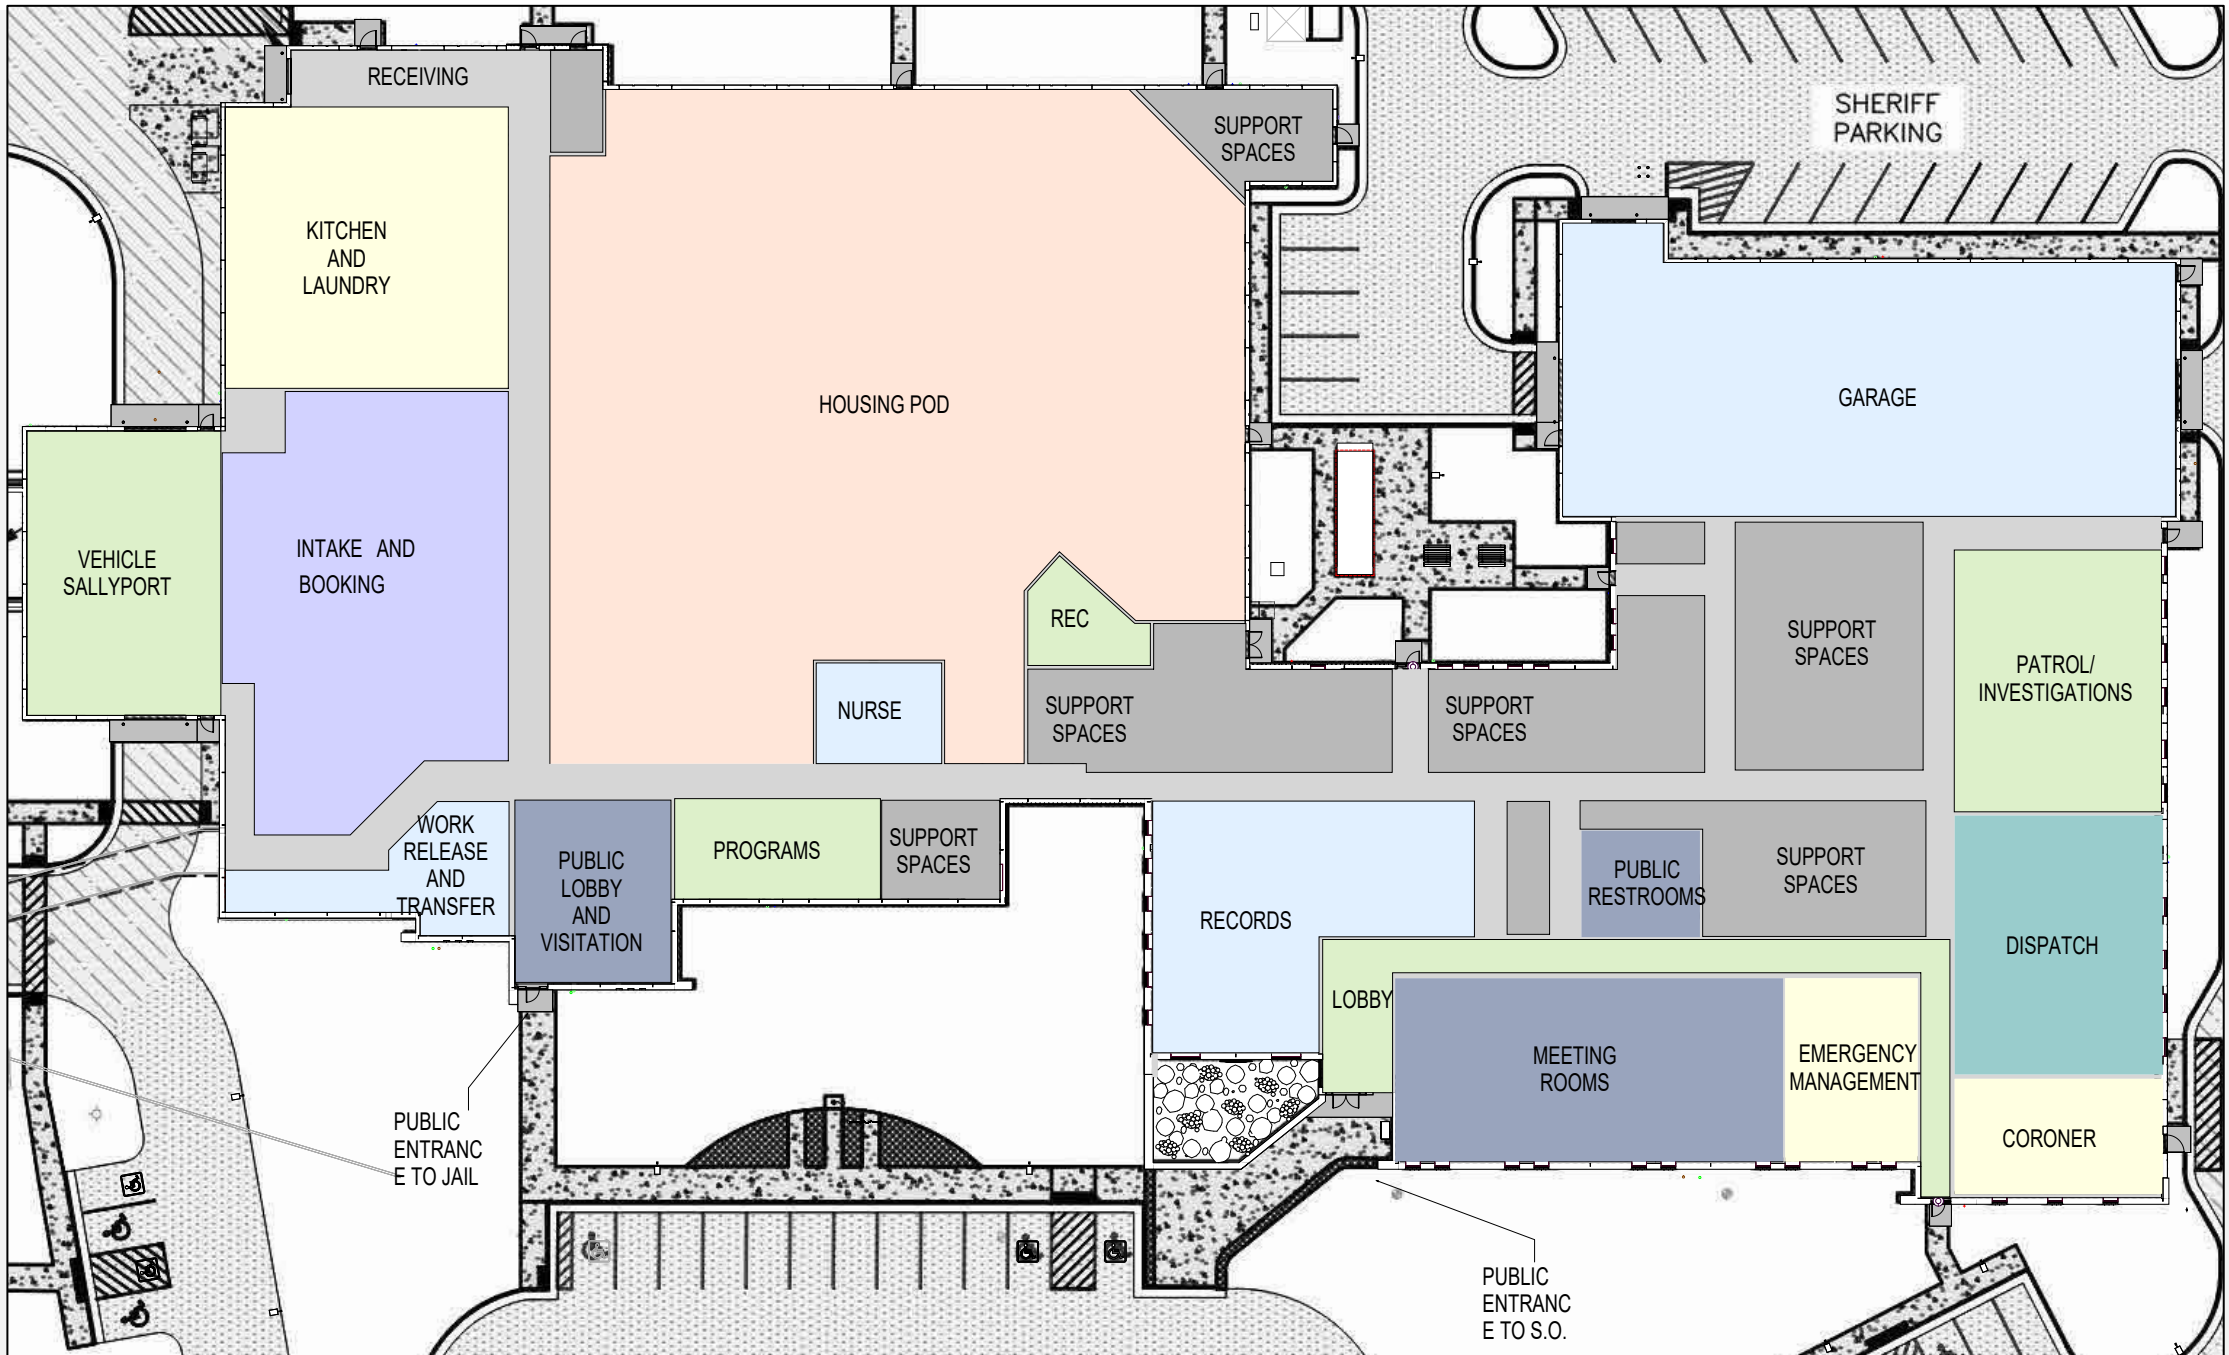 RECEIVING
SUPPORT
SPACES
SHERIFF
PARKING
KITCHEN
AND
LAUNDRY
HOUSING POD
GARAGE
VEHICLE
SALLYPORT
INTAKE AND
BOOKING
REC
SUPPORT
SPACES
PATROL/
INVESTIGATIONS
NURSE
SUPPORT
SPACES
SUPPORT
SPACES
WORK
RELEASE
AND
TRANSFER
PUBLIC
LOBBY
AND
VISITATION
PROGRAMS
SUPPORT
SPACES
RECORDS
PUBLIC
RESTROOMS
SUPPORT
SPACES
DISPATCH
LOBBY
MEETING
ROOMS
EMERGENCY
MANAGEMENT
CORONER
PUBLIC
ENTRANC
E TO JAIL
PUBLIC
ENTRANC
E TO S.O.